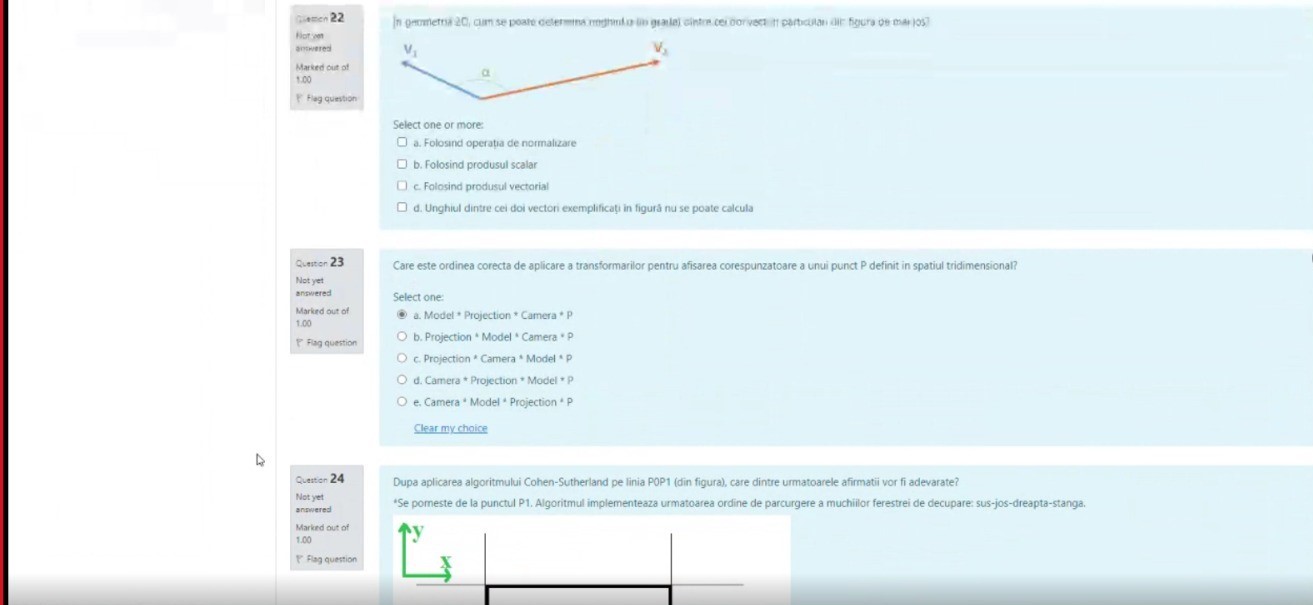 Question 22
Not yet
answered
Marked out of
1.00
Flag question
În geometria 2D, cum se poate determina unghiul α (in grade) dintre cei doi vectori particulari din figura de mai jos?
V₁
V₂
α
Select one or more:
a. Folosind operația de normalizare
b. Folosind produsul scalar
c. Folosind produsul vectorial
d. Unghiul dintre cei doi vectori exemplificați în figură nu se poate calcula
Question 23
Not yet
answered
Marked out of
1.00
Flag question
Care este ordinea corecta de aplicare a transformarilor pentru afisarea corespunzatoare a unui punct P definit in spatiul tridimensional?
Select one:
a. Model * Projection * Camera * P
b. Projection * Model * Camera * P
c. Projection * Camera * Model * P
d. Camera * Projection * Model * P
e. Camera * Model * Projection * P
Clear my choice
Question 24
Not yet
answered
Marked out of
1.00
Flag question
Dupa aplicarea algoritmului Cohen-Sutherland pe linia P0P1 (din figura), care dintre urmatoarele afirmatii vor fi adevarate?
*Se porneste de la punctul P1. Algoritmul implementeaza urmatoarea ordine de parcurgere a muchiilor ferestrei de decupare: sus-jos-dreapta-stanga.
y
x